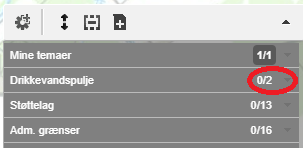 Mine temaer 1/1
Drikkevandspulje 0/2
Støttelag 0/13
Adm. grænser 0/16